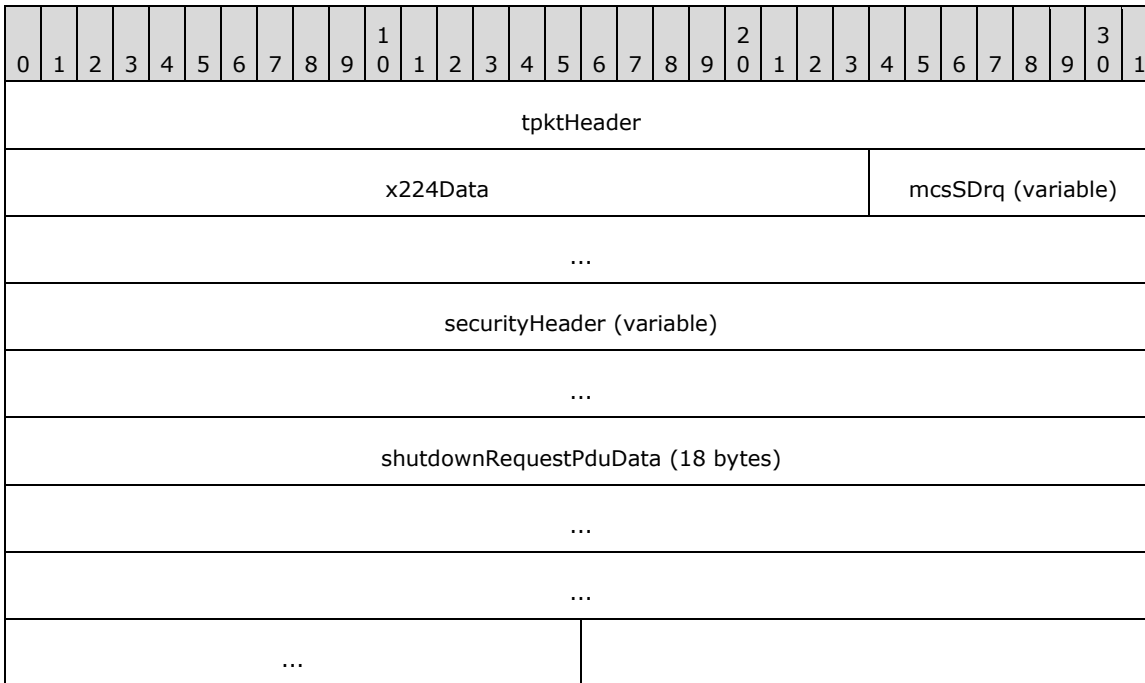 1 2 3
0 1 2 3 4 5 6 7 8 9 0 1 2 3 4 5 6 7 8 9 0 1 2 3 4 5 6 7 8 9 0 1
tpktHeader
x224Data mcsSDrq (variable)
...
securityHeader (variable)
...
shutdownRequestPduData (18 bytes)
...
...
...